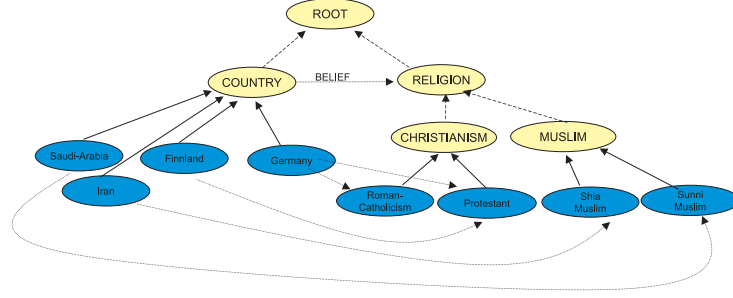 ROOT
COUNTRY
BELIEF
RELIGION
CHRISTIANISM
MUSLIM
Saudi-Arabia
Finnland
Germany
Iran
Roman-
Catholicism
Protestant
Shia
Muslim
Sunni
Muslim